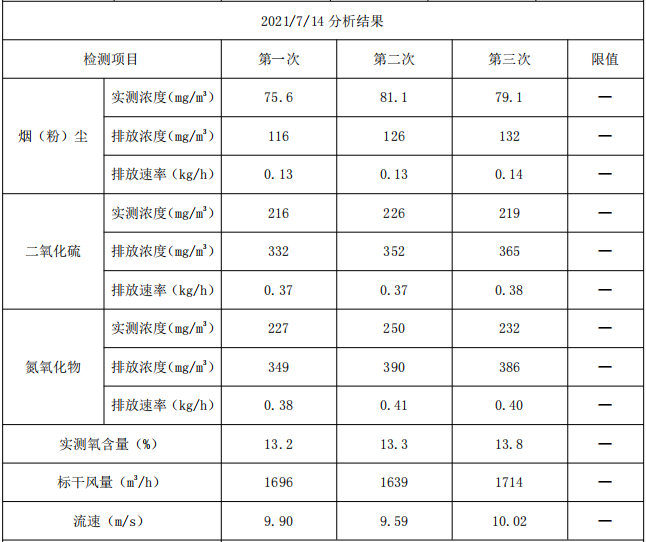 2021/7/14 分析结果
检测项目 第一次 第二次 第三次 限值
烟（粉）尘 实测浓度(mg/m³) 75.6 81.1 79.1 —
排放浓度(mg/m³) 116 126 132 —
排放速率（kg/h） 0.13 0.13 0.14 —
二氧化硫 实测浓度(mg/m³) 216 226 219 —
排放浓度(mg/m³) 332 352 365 —
排放速率（kg/h） 0.37 0.37 0.38 —
氮氧化物 实测浓度(mg/m³) 227 250 232 —
排放浓度(mg/m³) 349 390 386 —
排放速率（kg/h） 0.38 0.41 0.40 —
实测氧含量（%） 13.2 13.3 13.8 —
标干风量（m³/h） 1696 1639 1714 —
流速（m/s） 9.90 9.59 10.02 —